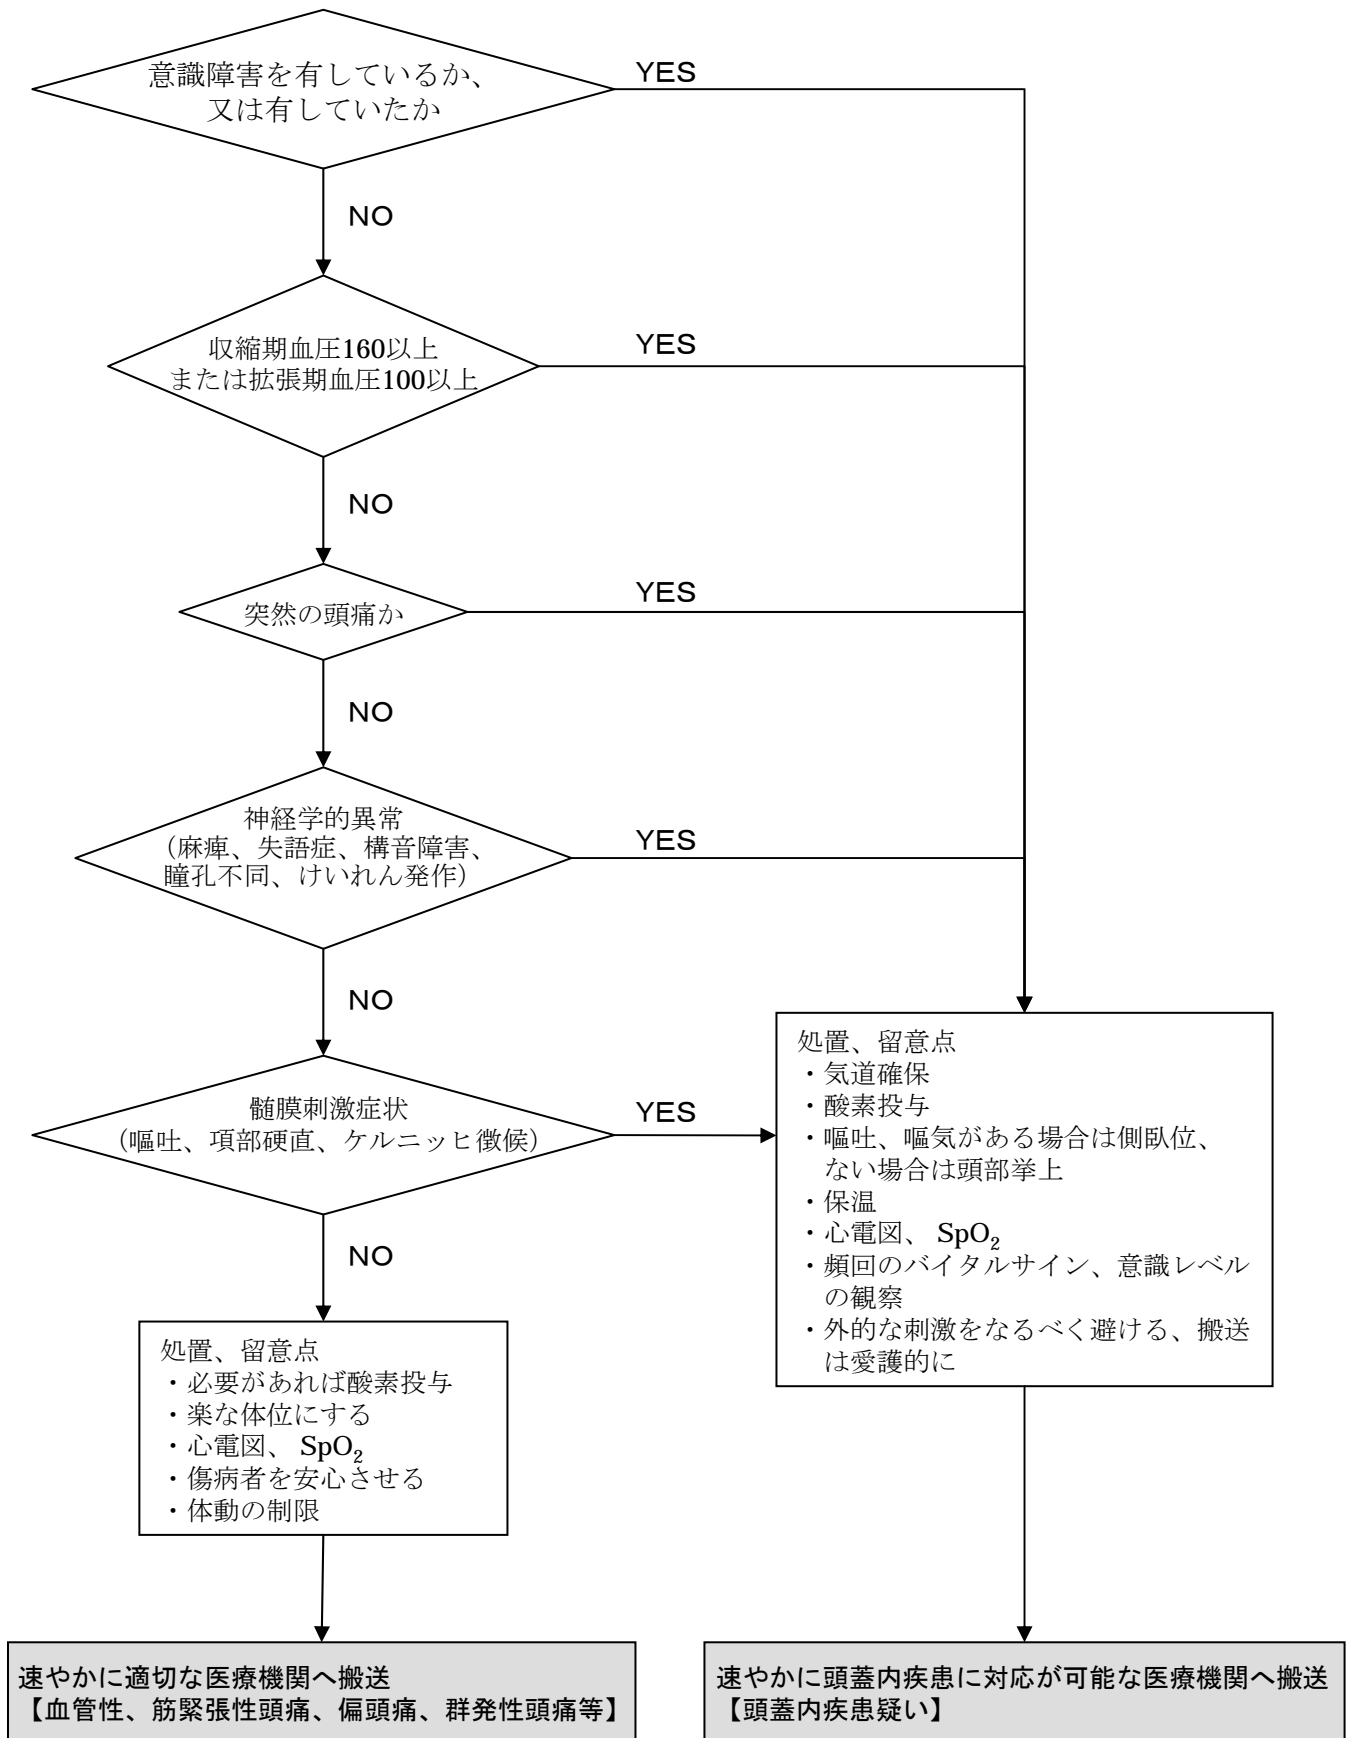 意識障害を有しているか、
又は有していたか
YES
NO
収縮期血圧160以上
または拡張期血圧100以上
YES
NO
突然の頭痛か
YES
NO
神経学的異常
（麻痺、失語症、構音障害、
瞳孔不同、けいれん発作）
YES
NO
髄膜刺激症状
（嘔吐、項部硬直、ケルニッヒ徴候）
YES
NO
処置、留意点
・気道確保
・酸素投与
・嘔吐、嘔気がある場合は側臥位、
ない場合は頭部挙上
・保温
・心電図、 SpO₂
・頻回のバイタルサイン、意識レベル
の観察
・外的な刺激をなるべく避ける、搬送
は愛護的に
処置、留意点
・必要があれば酸素投与
・楽な体位にする
・心電図、 SpO₂
・傷病者を安心させる
・体動の制限
速やかに適切な医療機関へ搬送
【血管性、筋緊張性頭痛、偏頭痛、群発性頭痛等】
速やかに頭蓋内疾患に対応が可能な医療機関へ搬送
【頭蓋内疾患疑い】